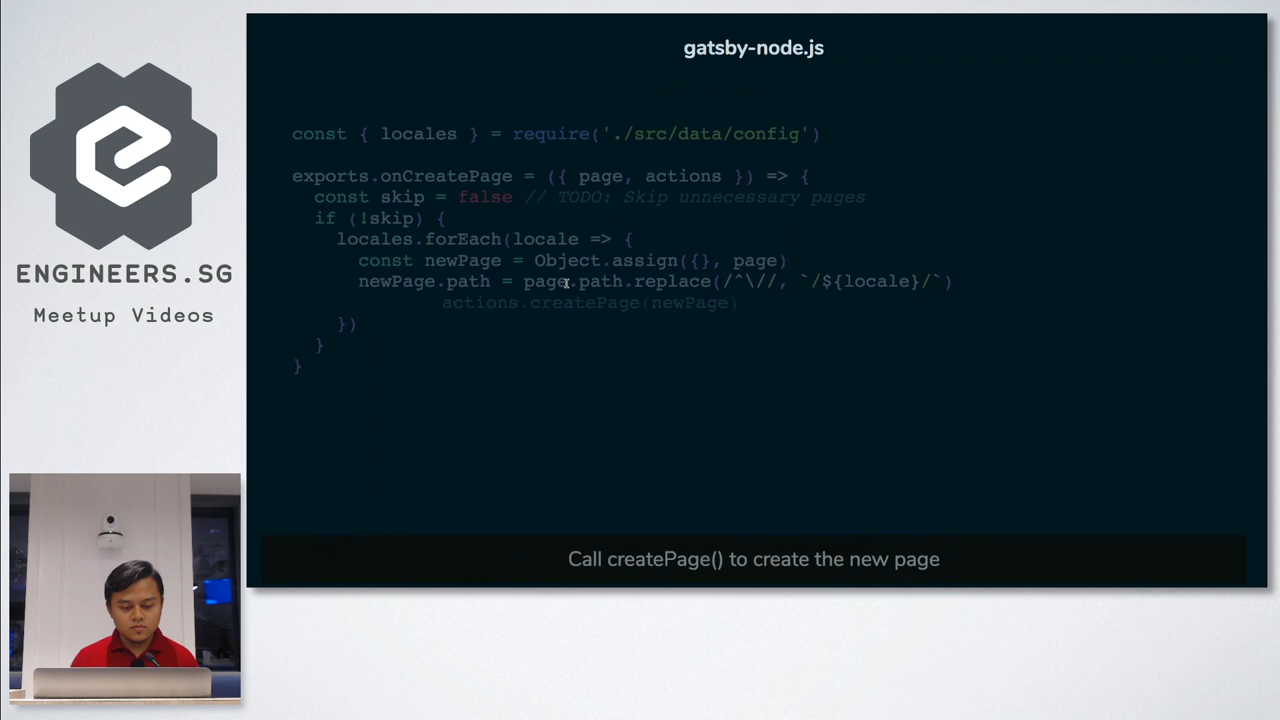 gatsby-node.js
const { locales } = require('./src/data/config')
exports.onCreatePage = ({ page, actions }) => {
const skip = false // TODO: Skip unnecessary pages
if (!skip) {
locales.forEach(locale => {
const newPage = Object.assign({}, page)
newPage.path = page.path.replace(/^\//, `/${locale}/`)
actions.createPage(newPage)
})
}
}
Call createPage() to create the new page
ENGINEERS.SG
Meetup Videos